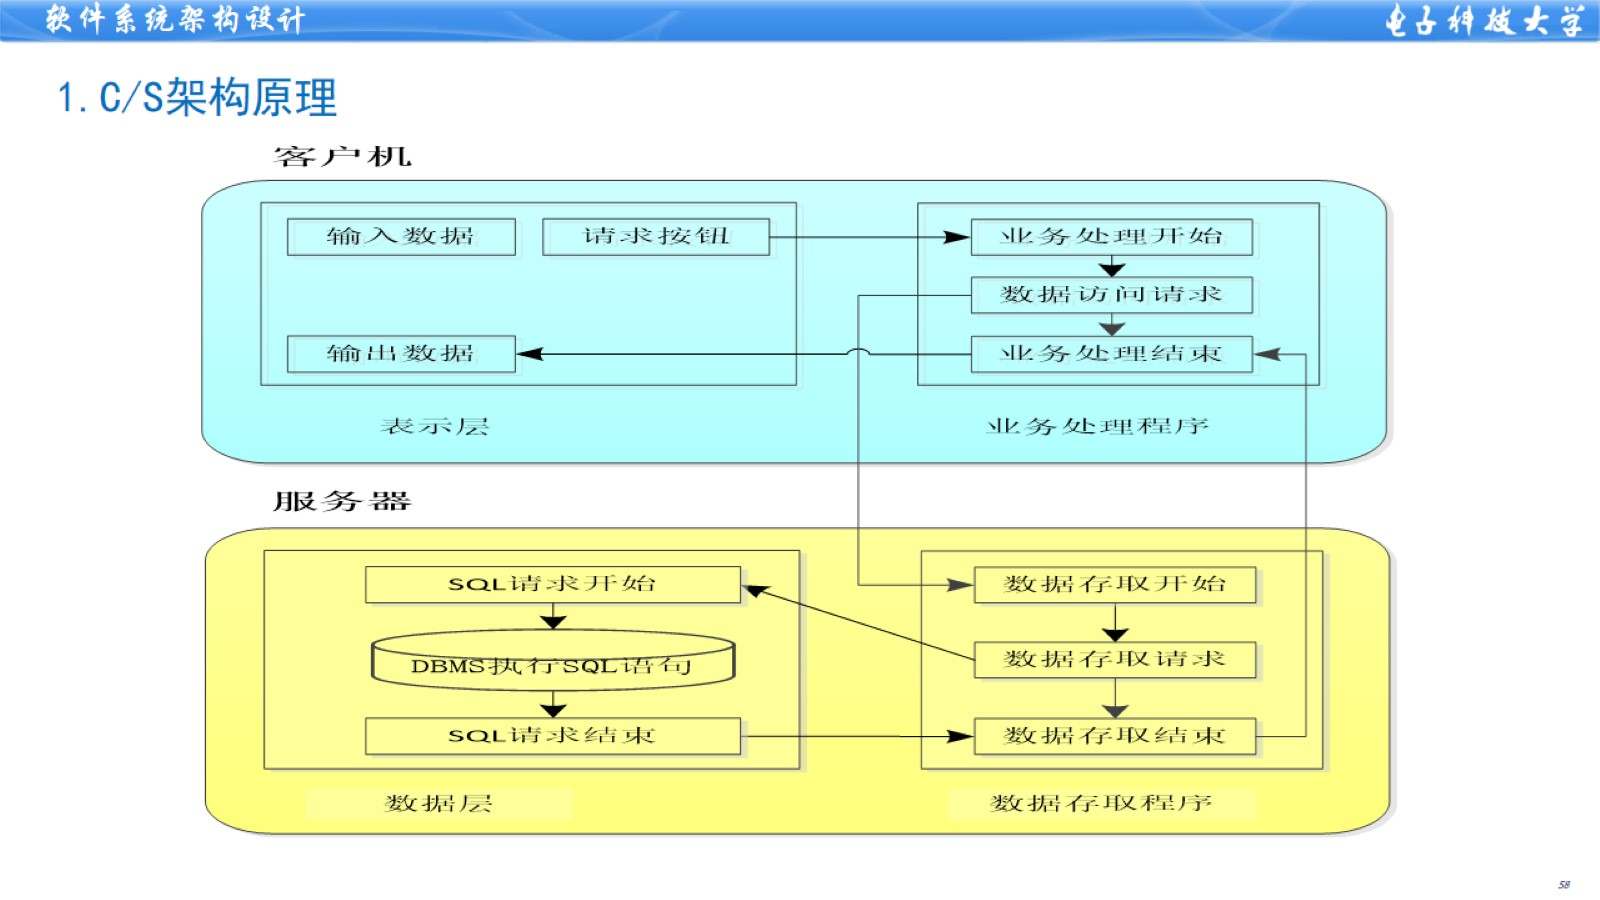 软件系统架构设计
电子科技大学
1.C/S架构原理
客户机
输入数据
请求按钮
业务处理开始
数据访问请求
输出数据
业务处理结束
表示层
业务处理程序
服务器
SQL请求开始
数据存取开始
DBMS执行SQL语句
数据存取请求
SQL请求结束
数据存取结束
数据层
数据存取程序
58